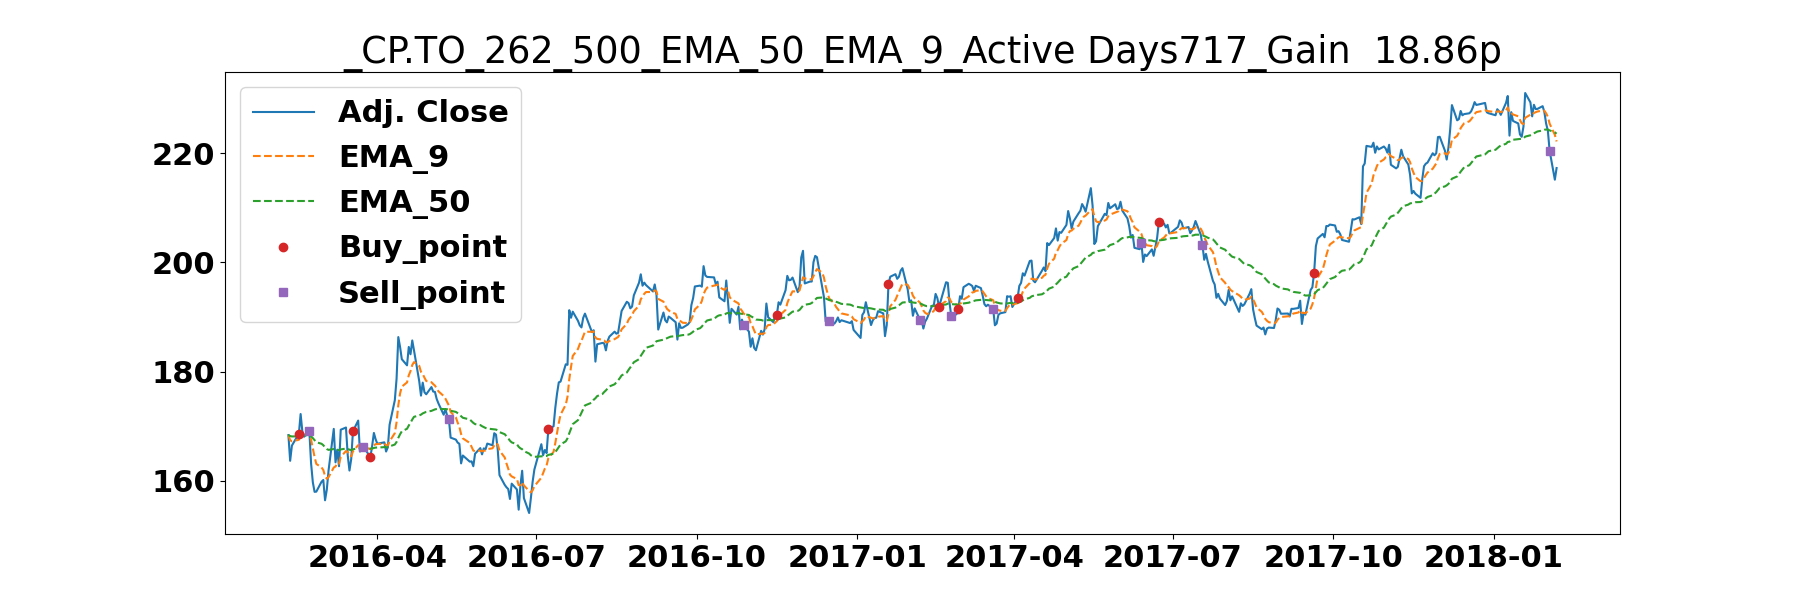 _CP.TO_262_500_EMA_50_EMA_9_Active Days717_Gain  18.86p
Adj. Close
EMA_9
EMA_50
Buy_point
Sell_point
220
200
180
160
2016-04 2016-07 2016-10 2017-01 2017-04 2017-07 2017-10 2018-01